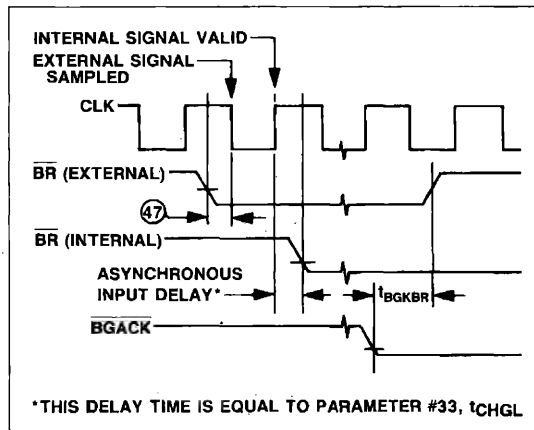 INTERNAL SIGNAL VALID
EXTERNAL SIGNAL
SAMPLED
CLK
BR (EXTERNAL)
47
BR (INTERNAL)
ASYNCHRONOUS
INPUT DELAY*
tBGKBR
BGACK
*THIS DELAY TIME IS EQUAL TO PARAMETER #33, tCHGL